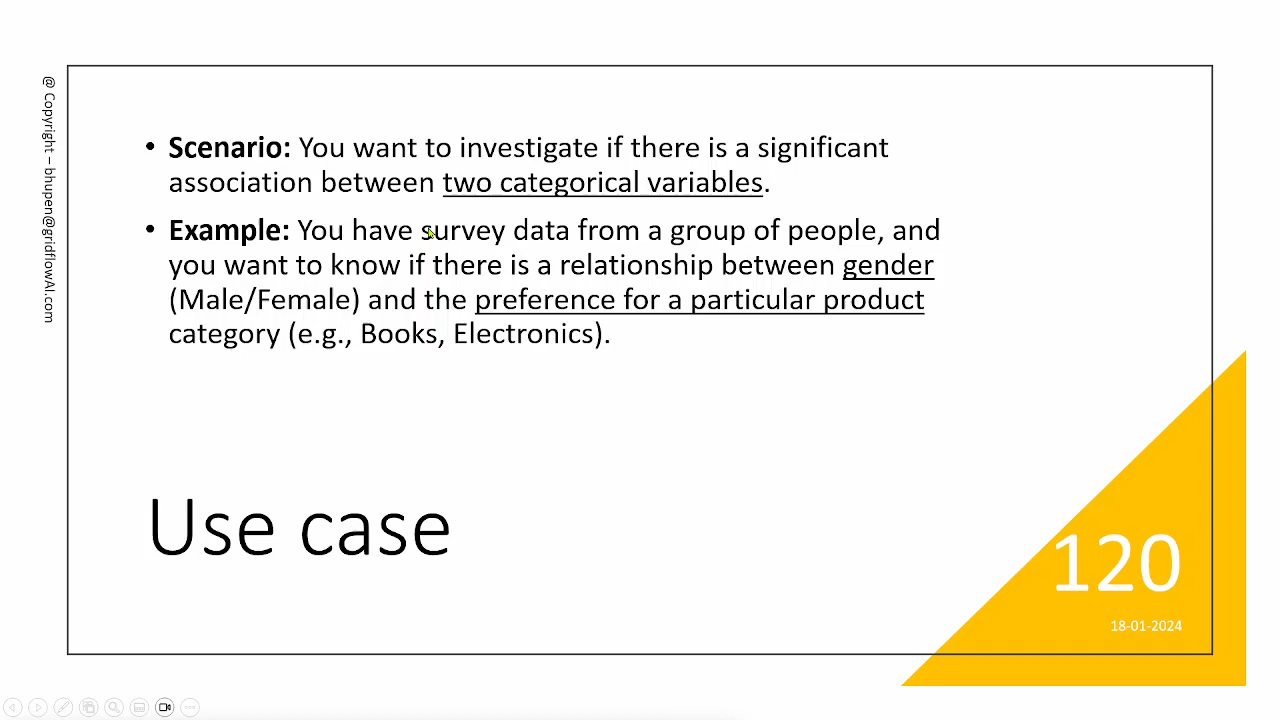 @ Copyright – bhupen@gridflowAI.com
• Scenario: You want to investigate if there is a significant
association between two categorical variables.
• Example: You have survey data from a group of people, and
you want to know if there is a relationship between gender
(Male/Female) and the preference for a particular product
category (e.g., Books, Electronics).
Use case
120
18-01-2024